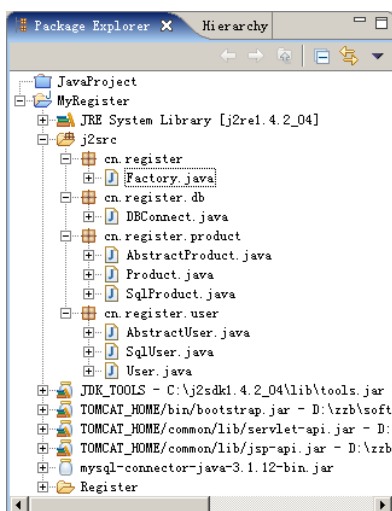 Package Explorer
Hierarchy
JavaProject
MyRegister
JRE System Library [j2re1.4.2_04]
j2src
cn.register
Factory.java
cn.register.db
DBConnect.java
cn.register.product
AbstractProduct.java
Product.java
SqlProduct.java
cn.register.user
AbstractUser.java
SqlUser.java
User.java
JDK_TOOLS - C:\j2sdk1.4.2_04\lib\tools.jar
TOMCAT_HOME/bin/bootstrap.jar - D:\zzb\soft
TOMCAT_HOME/common/lib/servlet-api.jar - D:
TOMCAT_HOME/common/lib/jsp-api.jar - D:\zzb
mysql-connector-java-3.1.12-bin.jar
Register